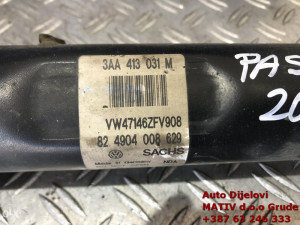 3AA 413 031 M
VW47146ZFV908
82 4904 008 629
SACHS
PAS
20
Auto Dijelovi
MATIV d.o.o Grude
+387 63 246 333